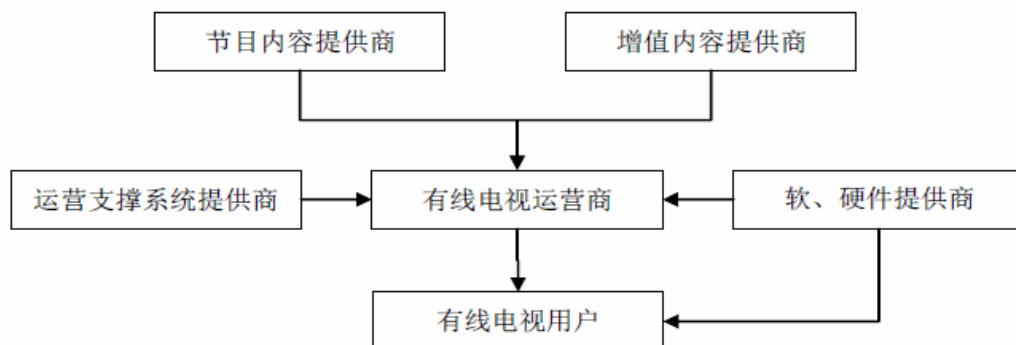 节目内容提供商
增值内容提供商
运营支撑系统提供商
有线电视运营商
软、硬件提供商
有线电视用户